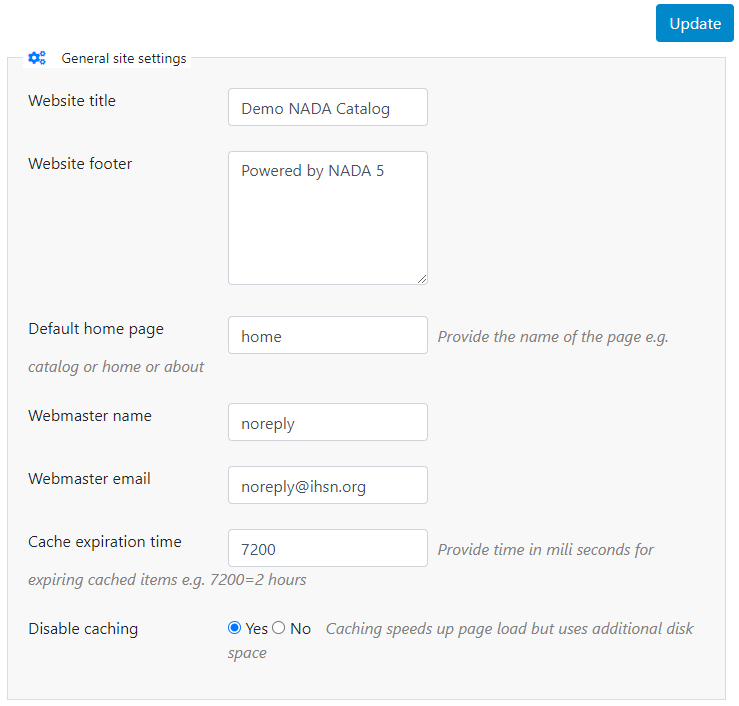 Update
General site settings
Website title
Demo NADA Catalog
Website footer
Powered by NADA 5
Default home page
home
Provide the name of the page e.g.
catalog or home or about
Webmaster name
noreply
Webmaster email
noreply@ihsn.org
Cache expiration time
7200
Provide time in mili seconds for
expiring cached items e.g. 7200=2 hours
Disable caching
Yes No Caching speeds up page load but uses additional disk
space